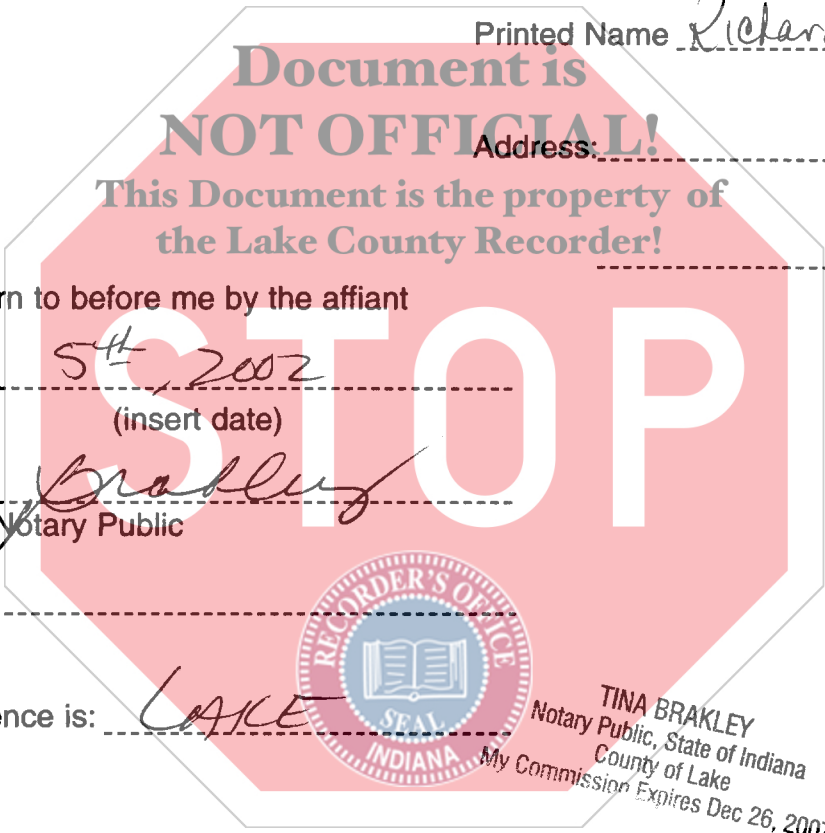 Printed Name Richar
Document is
NOT OFFICIAL!
Address:
This Document is the property of
the Lake County Recorder!
rn to before me by the affiant
5th, 2002
(insert date)
STOP
Notary Public
RECORDER'S OFFICE
SEAL
INDIANA
ence is: LAKE
TINA BRAKLEY
Notary Public, State of Indiana
County of Lake
My Commission Expires Dec 26, 200